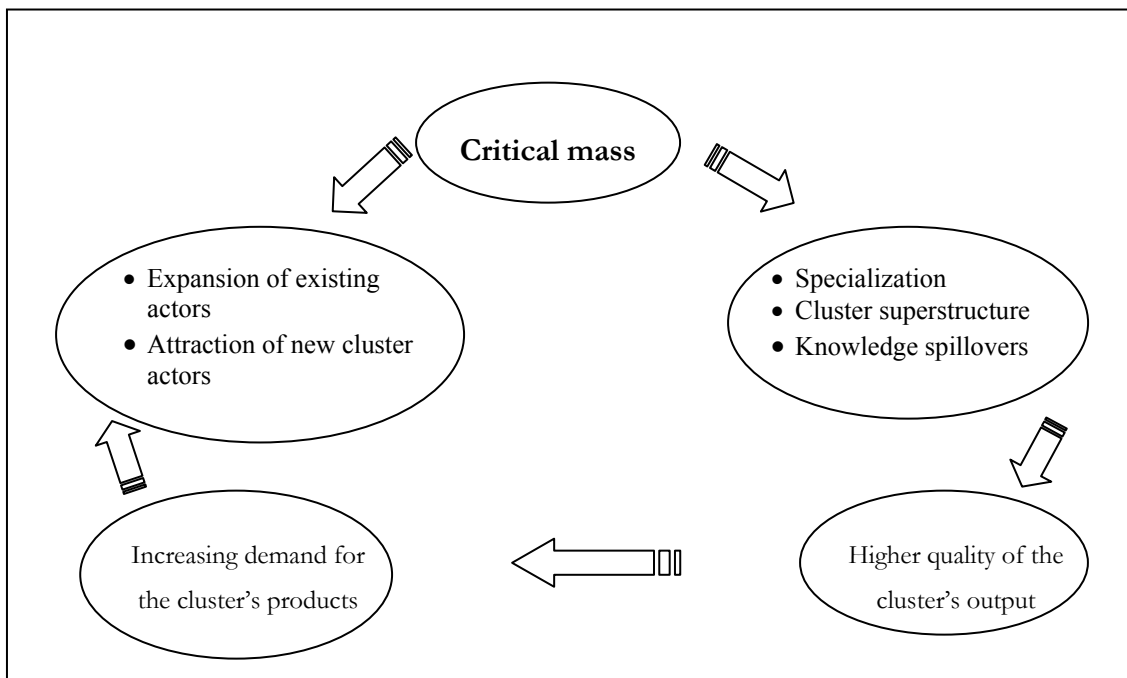 Critical mass
• Expansion of existing
actors
• Attraction of new cluster
actors
• Specialization
• Cluster superstructure
• Knowledge spillovers
Increasing demand for
the cluster’s products
Higher quality of the
cluster’s output